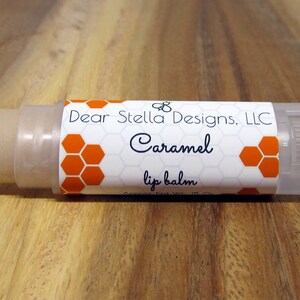 Dear Stella Designs, LLC
Caramel
lip balm